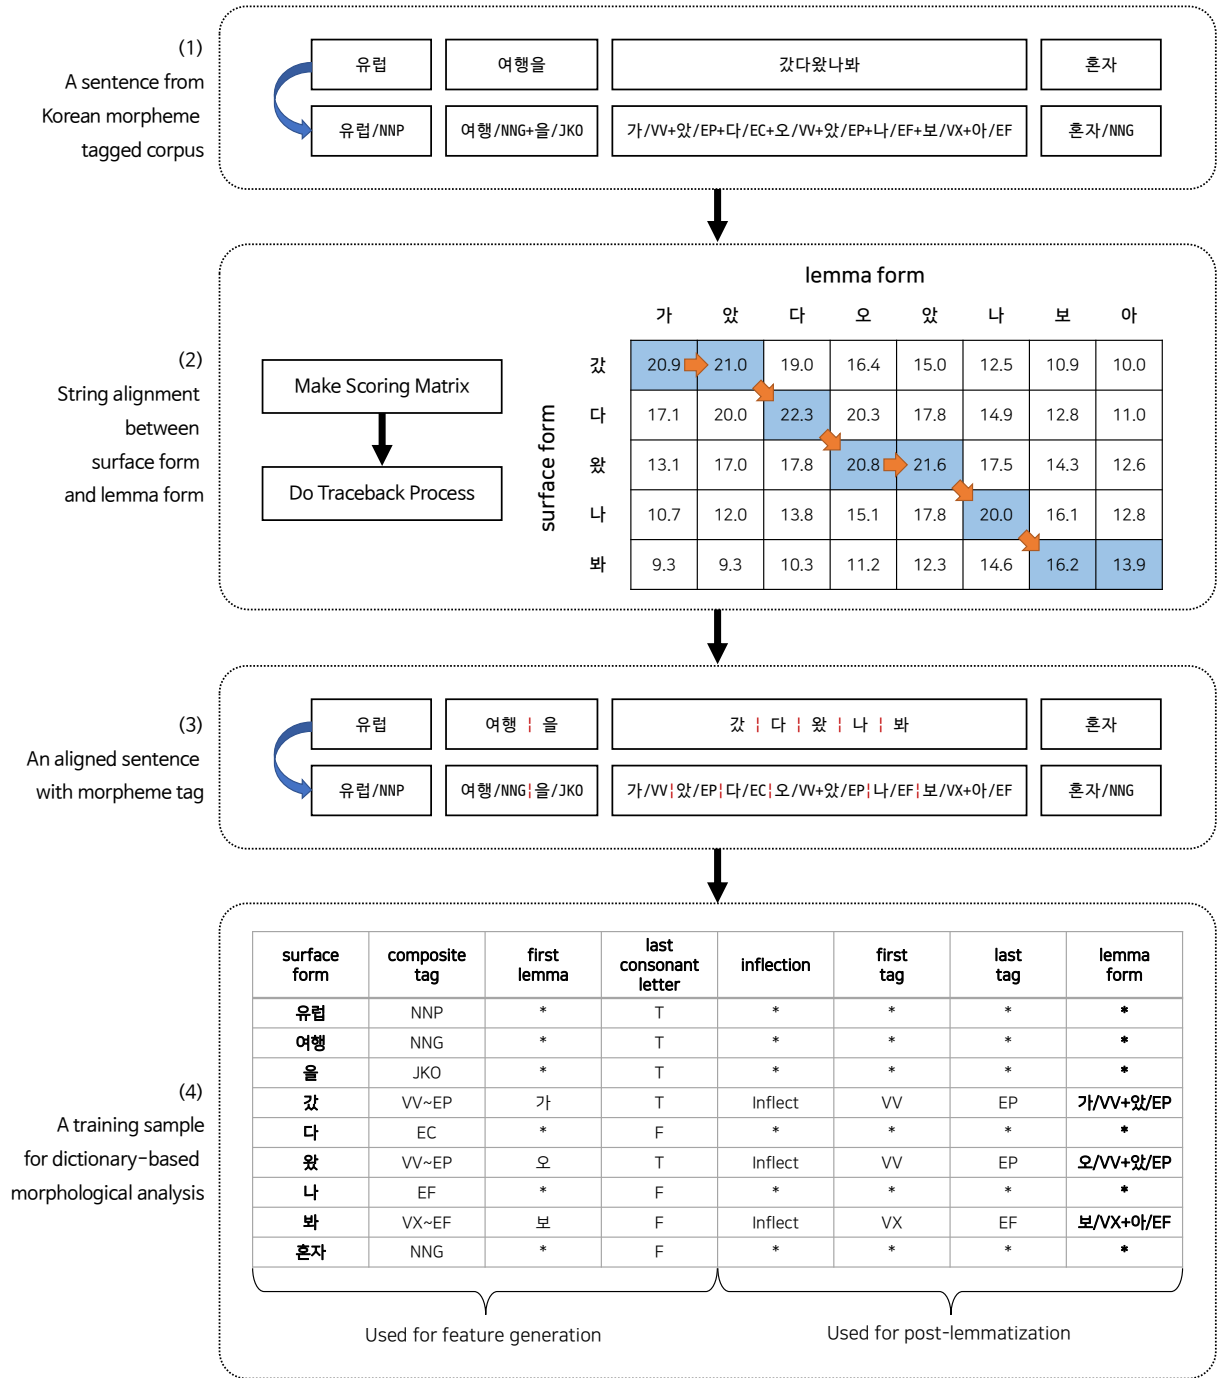 (1)
A sentence from
Korean morpheme
tagged corpus
유럽
여행을
갔다왔나봐
혼자
유럽/NNP
여행/NNG+을/JKO
가/VV+았/EP+다/EC+오/VV+았/EP+나/EF+보/VX+아/EF
혼자/NNG
(2)
String alignment
between
surface form
and lemma form
Make Scoring Matrix
Do Traceback Process
lemma form
surface form
가 았 다 오 았 나 보 아
갔 20.9 21.0 19.0 16.4 15.0 12.5 10.9 10.0
다 17.1 20.0 22.3 20.3 17.8 14.9 12.8 11.0
왔 13.1 17.0 17.8 20.8 21.6 17.5 14.3 12.6
나 10.7 12.0 13.8 15.1 17.8 20.0 16.1 12.8
봐 9.3 9.3 10.3 11.2 12.3 14.6 16.2 13.9
(3)
An aligned sentence
with morpheme tag
유럽
여행 ¦ 을
갔 ¦ 다 ¦ 왔 ¦ 나 ¦ 봐
혼자
유럽/NNP
여행/NNG¦을/JKO
가/VV¦았/EP¦다/EC¦오/VV+았/EP¦나/EF¦보/VX+아/EF
혼자/NNG
(4)
A training sample
for dictionary-based
morphological analysis
surface form | composite tag | first lemma | last consonant letter | inflection | first tag | last tag | lemma form
유럽 NNP * T * * * *
여행 NNG * T * * * *
을 JKO * T * * * *
갔 VV~EP 가 T Inflect VV EP 가/VV+았/EP
다 EC * F * * * *
왔 VV~EP 오 T Inflect VV EP 오/VV+았/EP
나 EF * F * * * *
봐 VX~EF 보 F Inflect VX EF 보/VX+아/EF
혼자 NNG * F * * * *
Used for feature generation
Used for post-lemmatization